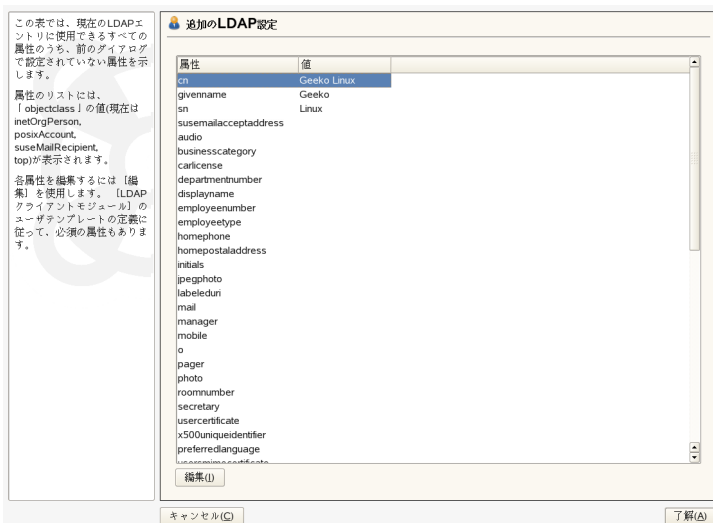 この表では、現在のLDAPエ
ントリに使用できるすべての
属性のうち、前のダイアログ
で設定されていない属性を示
します。
属性のリストには、
「objectclass」の値(現在は
inetOrgPerson,
posixAccount,
suseMailRecipient,
top)が表示されます。
各属性を編集するには［編
集］を使用します。［LDAP
クライアントモジュール］の
ユーザテンプレートの定義に
従って、必須の属性もありま
す。
追加のLDAP設定
属性 値
cn Geeko Linux
givenname Geeko
sn Linux
susemailacceptaddress
audio
businesscategory
carlicense
departmentnumber
displayname
employeenumber
employeetype
homephone
homepostaladdress
initials
jpegphoto
labeleduri
mail
manager
mobile
o
pager
photo
roomnumber
secretary
usercertificate
x500uniqueidentifier
preferredlanguage
usersmimecertificate
編集(I)
キャンセル(C) 了解(A)